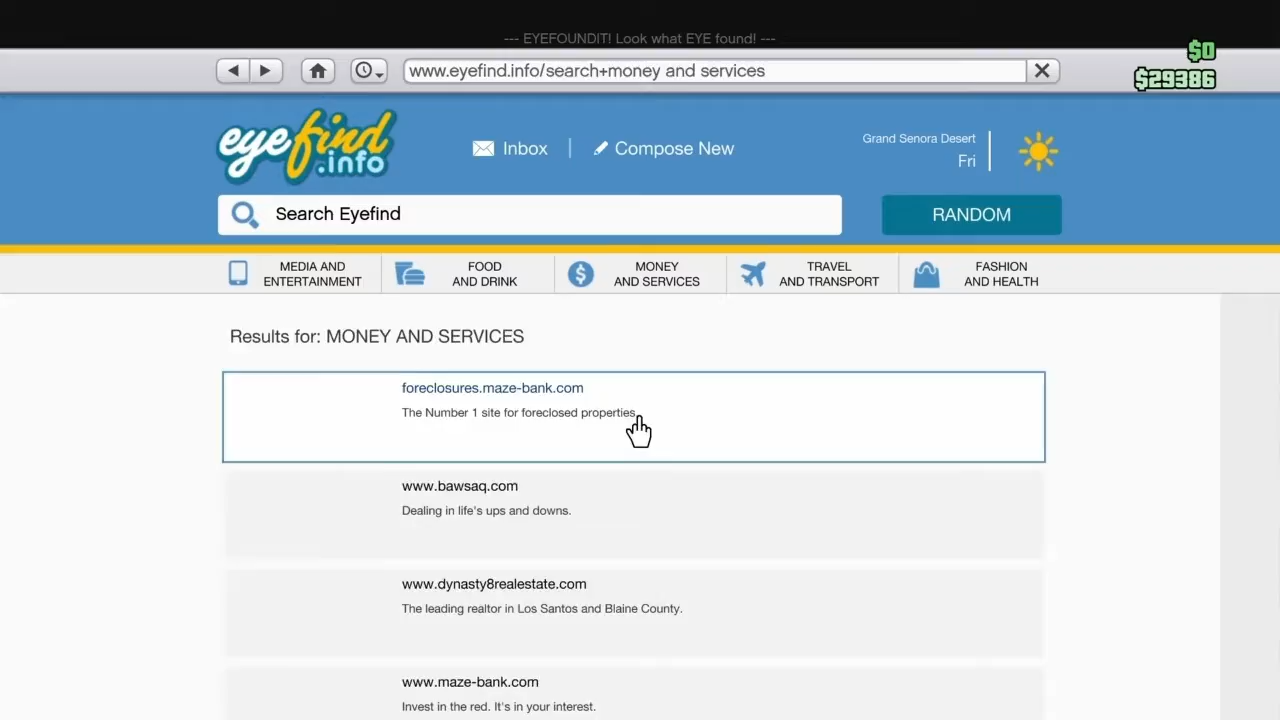 --- EYEFOUNDIT! Look what EYE found! ---
$0
www.eyefind.info/search+money and services
$29386
eyefind.info
Inbox
Compose New
Grand Senora Desert
Fri
Search Eyefind
RANDOM
MEDIA AND
ENTERTAINMENT
FOOD
AND DRINK
MONEY
AND SERVICES
TRAVEL
AND TRANSPORT
FASHION
AND HEALTH
Results for: MONEY AND SERVICES
foreclosures.maze-bank.com
The Number 1 site for foreclosed properties.
www.bawsaq.com
Dealing in life's ups and downs.
www.dynasty8realestate.com
The leading realtor in Los Santos and Blaine County.
www.maze-bank.com
Invest in the red. It's in your interest.